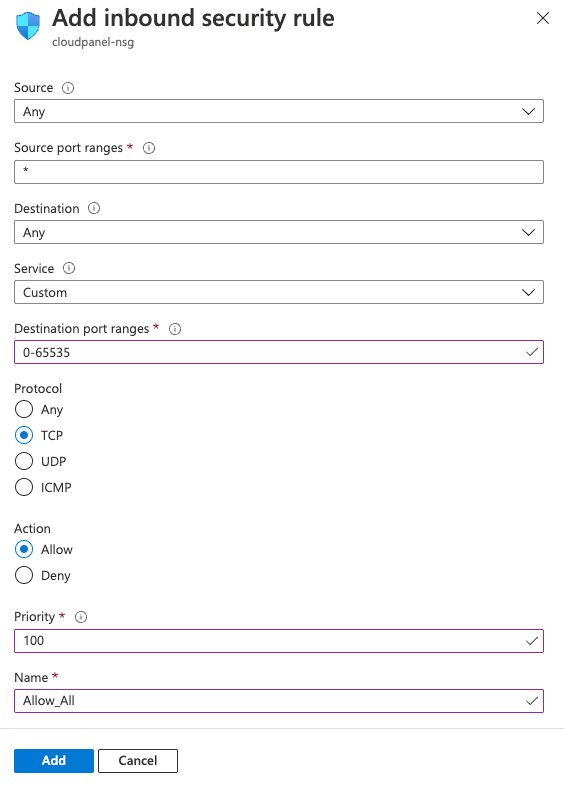 Add inbound security rule
cloudpanel-nsg
Source
Any
Source port ranges *
*
Destination
Any
Service
Custom
Destination port ranges *
0-65535
Protocol
Any
TCP
UDP
ICMP
Action
Allow
Deny
Priority *
100
Name *
Allow_All
Add Cancel